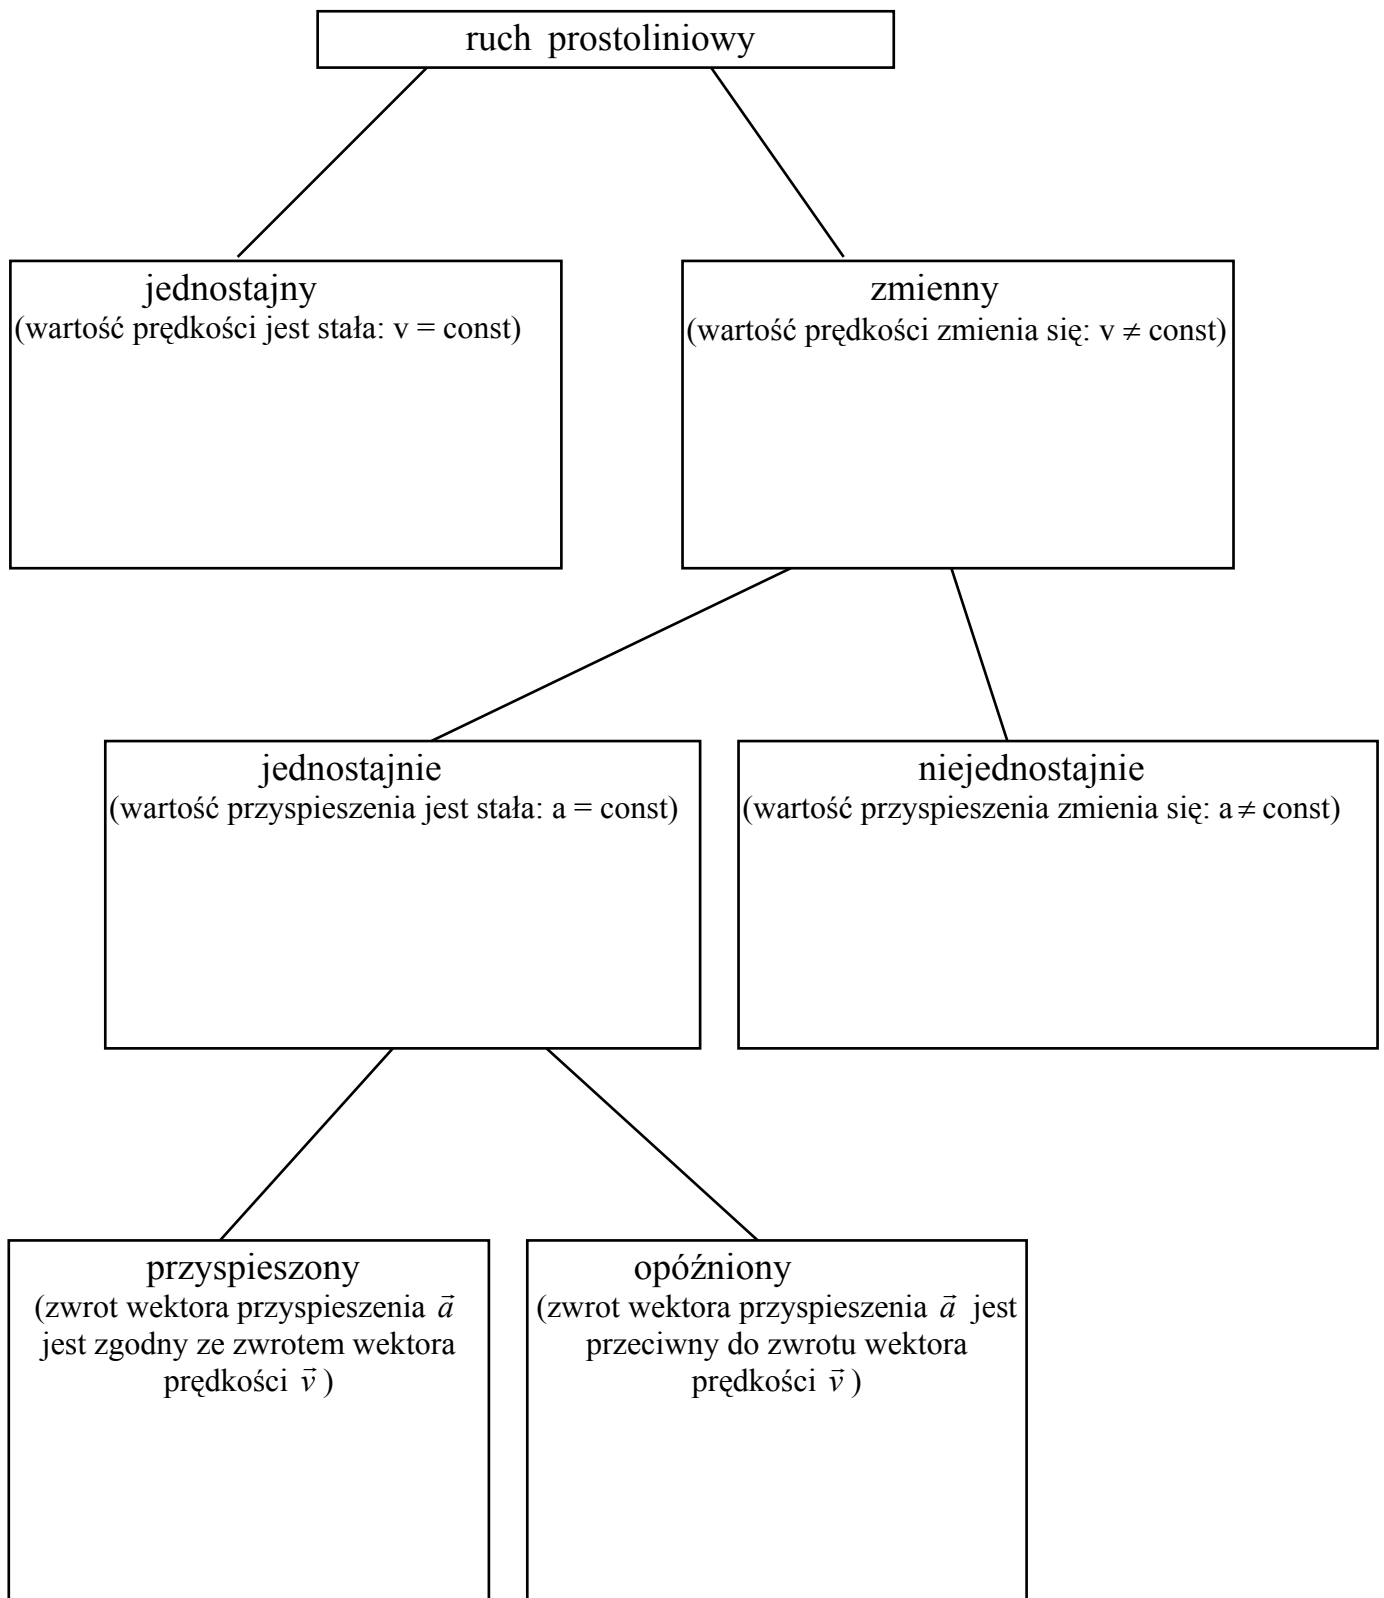 ruch prostoliniowy
jednostajny
(wartość prędkości jest stała: v = const)
zmienny
(wartość prędkości zmienia się: v ≠ const)
jednostajnie
(wartość przyspieszenia jest stała: a = const)
niejednostajnie
(wartość przyspieszenia zmienia się: a ≠ const)
przyspieszony
(zwrot wektora przyspieszenia a⃗
jest zgodny ze zwrotem wektora
prędkości v⃗ )
opóźniony
(zwrot wektora przyspieszenia a⃗ jest
przeciwny do zwrotu wektora
prędkości v⃗ )